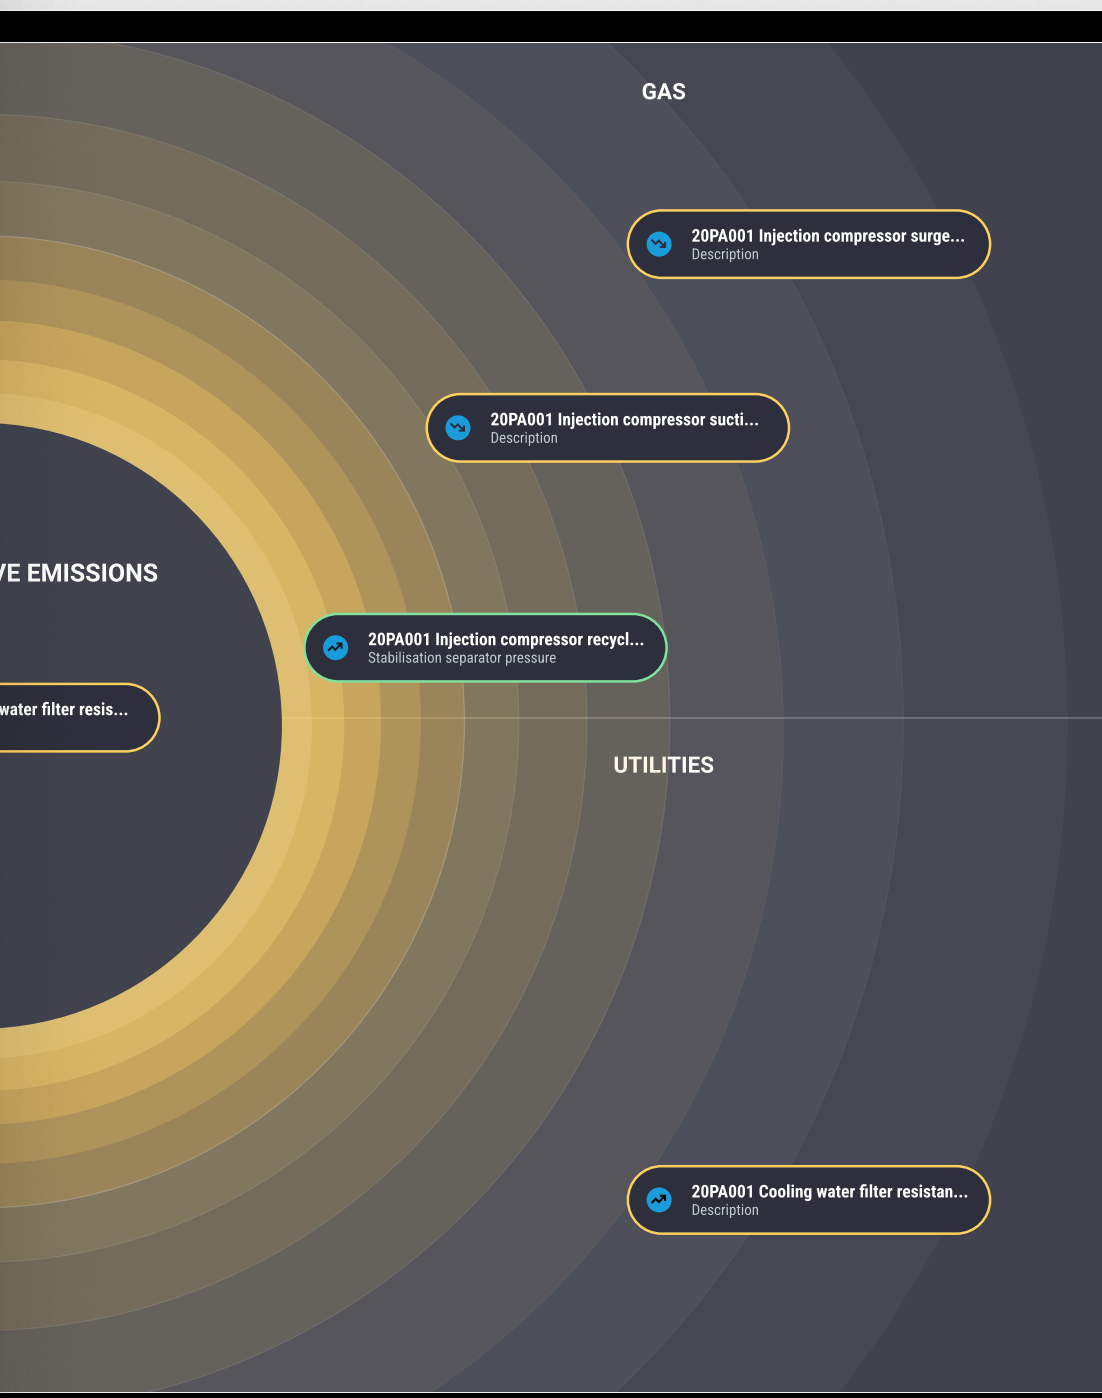 GAS
20PA001 Injection compressor surge...
Description
20PA001 Injection compressor sucti...
Description
VE EMISSIONS
20PA001 Injection compressor recycl...
Stabilisation separator pressure
water filter resis...
UTILITIES
20PA001 Cooling water filter resistan...
Description